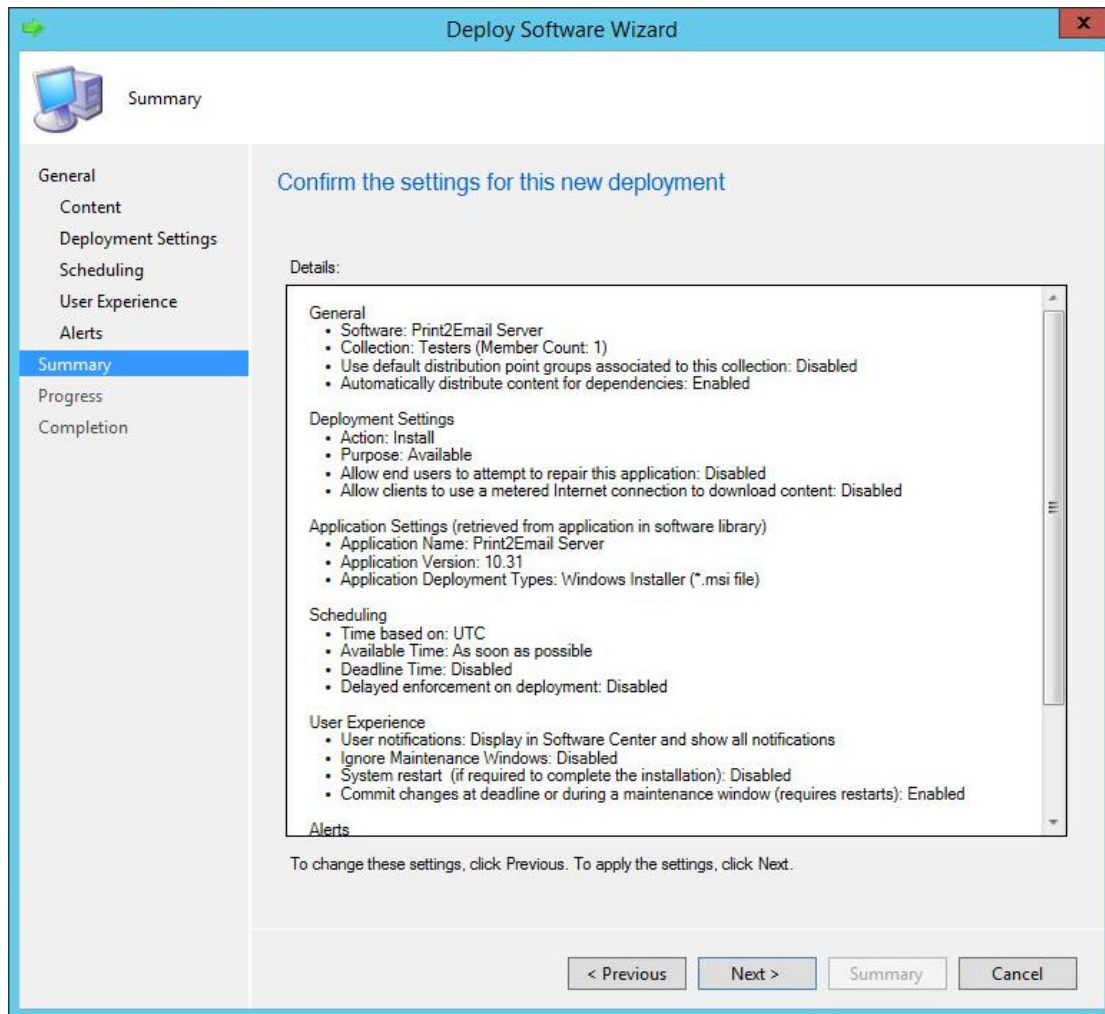 Deploy Software Wizard
x
Summary
General
Content
Deployment Settings
Scheduling
User Experience
Alerts
Summary
Progress
Completion
Confirm the settings for this new deployment
Details:
General
• Software: Print2Email Server
• Collection: Testers (Member Count: 1)
• Use default distribution point groups associated to this collection: Disabled
• Automatically distribute content for dependencies: Enabled
Deployment Settings
• Action: Install
• Purpose: Available
• Allow end users to attempt to repair this application: Disabled
• Allow clients to use a metered Internet connection to download content: Disabled
Application Settings (retrieved from application in software library)
• Application Name: Print2Email Server
• Application Version: 10.31
• Application Deployment Types: Windows Installer (*.msi file)
Scheduling
• Time based on: UTC
• Available Time: As soon as possible
• Deadline Time: Disabled
• Delayed enforcement on deployment: Disabled
User Experience
• User notifications: Display in Software Center and show all notifications
• Ignore Maintenance Windows: Disabled
• System restart  (if required to complete the installation): Disabled
• Commit changes at deadline or during a maintenance window (requires restarts): Enabled
Alerts
To change these settings, click Previous. To apply the settings, click Next.
< Previous
Next >
Summary
Cancel